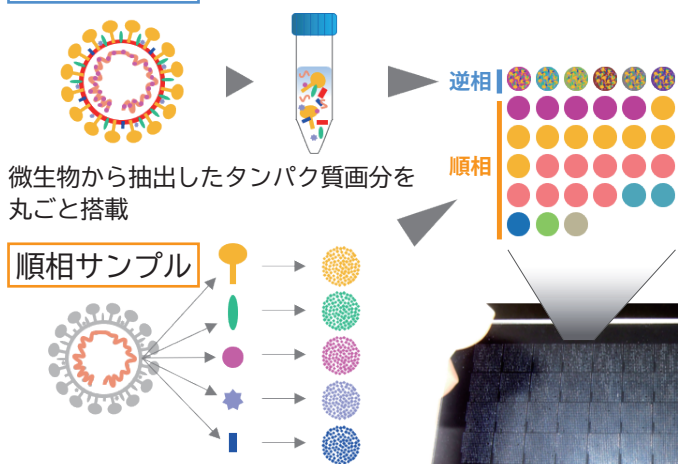 逆相
順相
微生物から抽出したタンパク質画分を
丸ごと搭載
順相サンプル